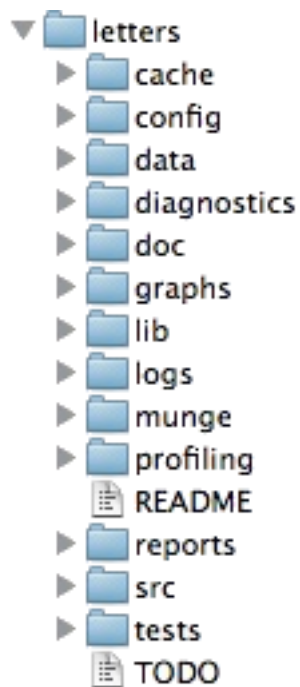 letters
cache
config
data
diagnostics
doc
graphs
lib
logs
munge
profiling
README
reports
src
tests
TODO